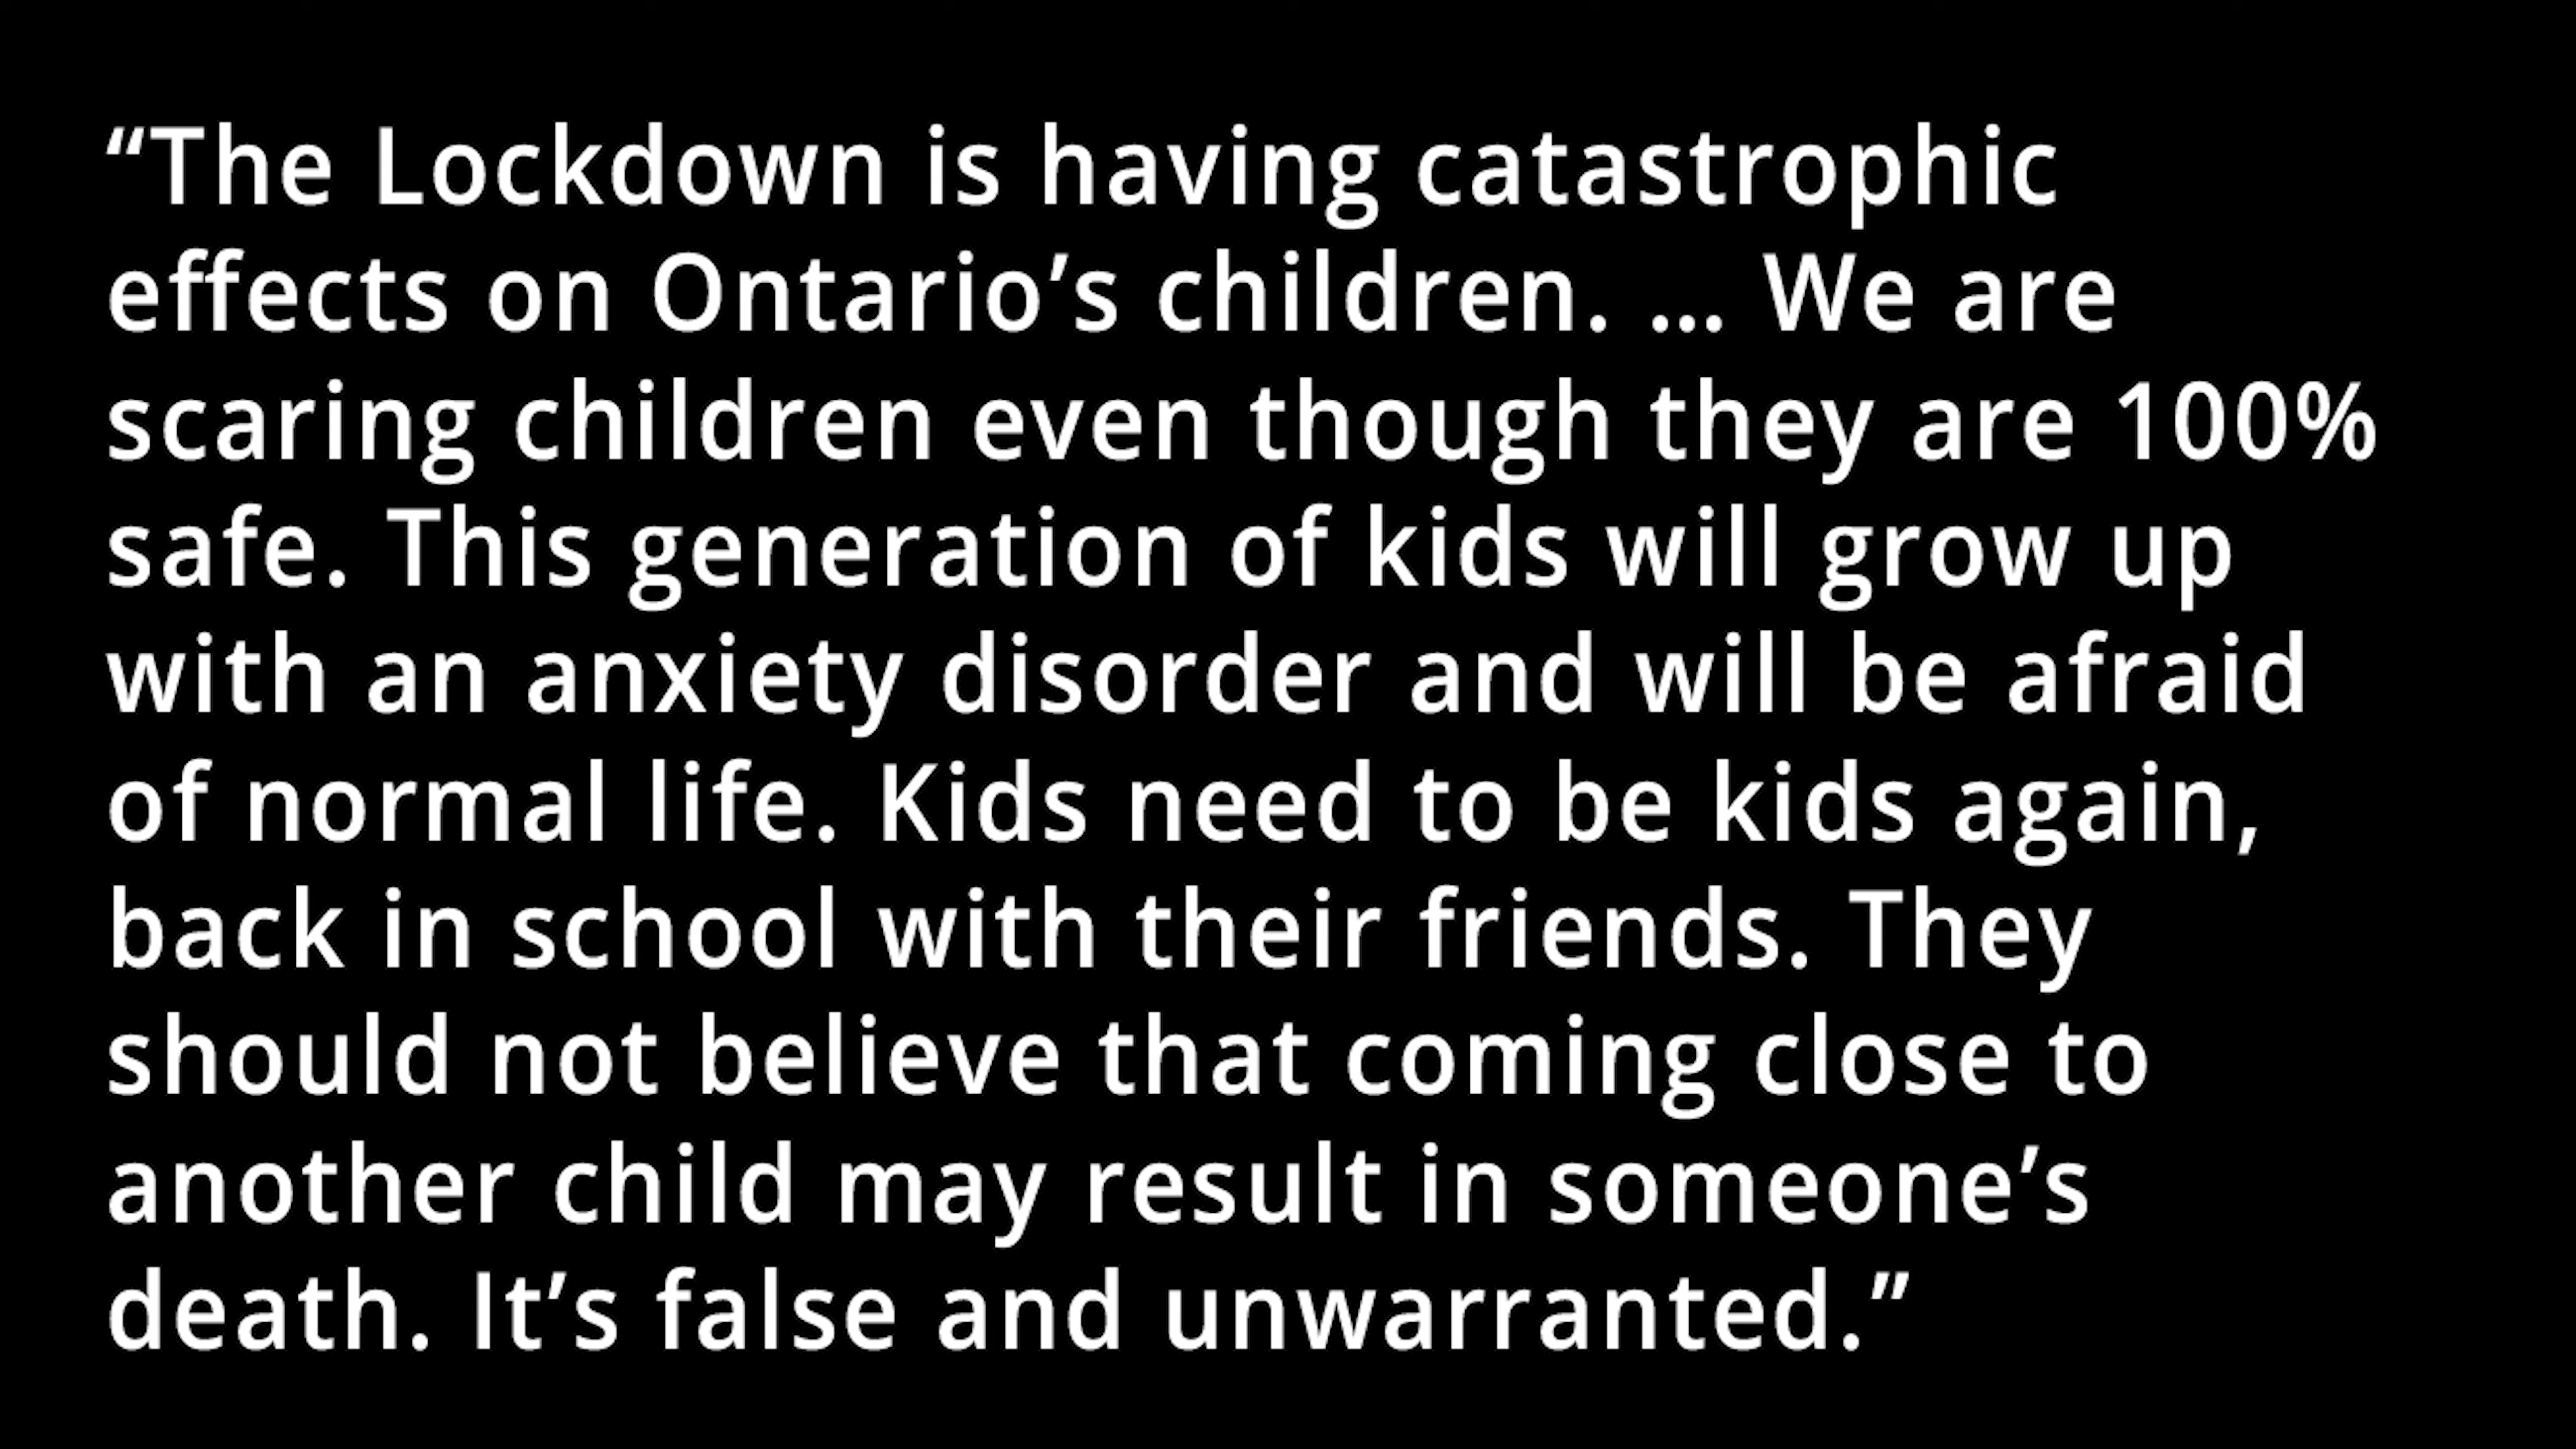 “The Lockdown is having catastrophic
effects on Ontario’s children. ... We are
scaring children even though they are 100%
safe. This generation of kids will grow up
with an anxiety disorder and will be afraid
of normal life. Kids need to be kids again,
back in school with their friends. They
should not believe that coming close to
another child may result in someone’s
death. It’s false and unwarranted.”